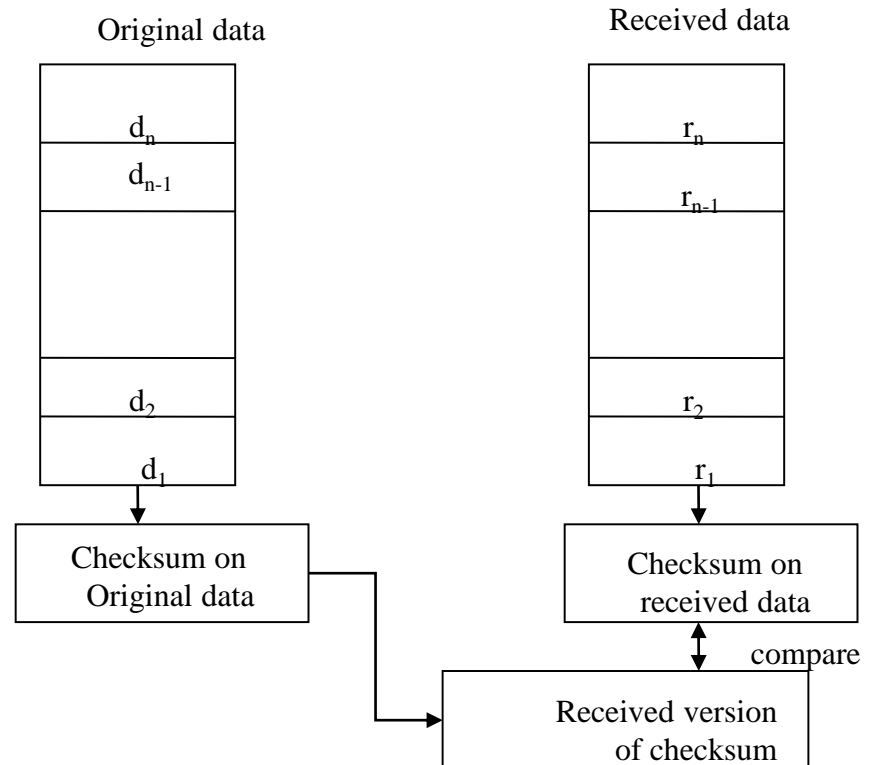 Original data
Received data
dₙ
dₙ₋₁
d₂
d₁
rₙ
rₙ₋₁
r₂
r₁
Checksum on
Original data
Checksum on
received data
compare
Received version
of checksum